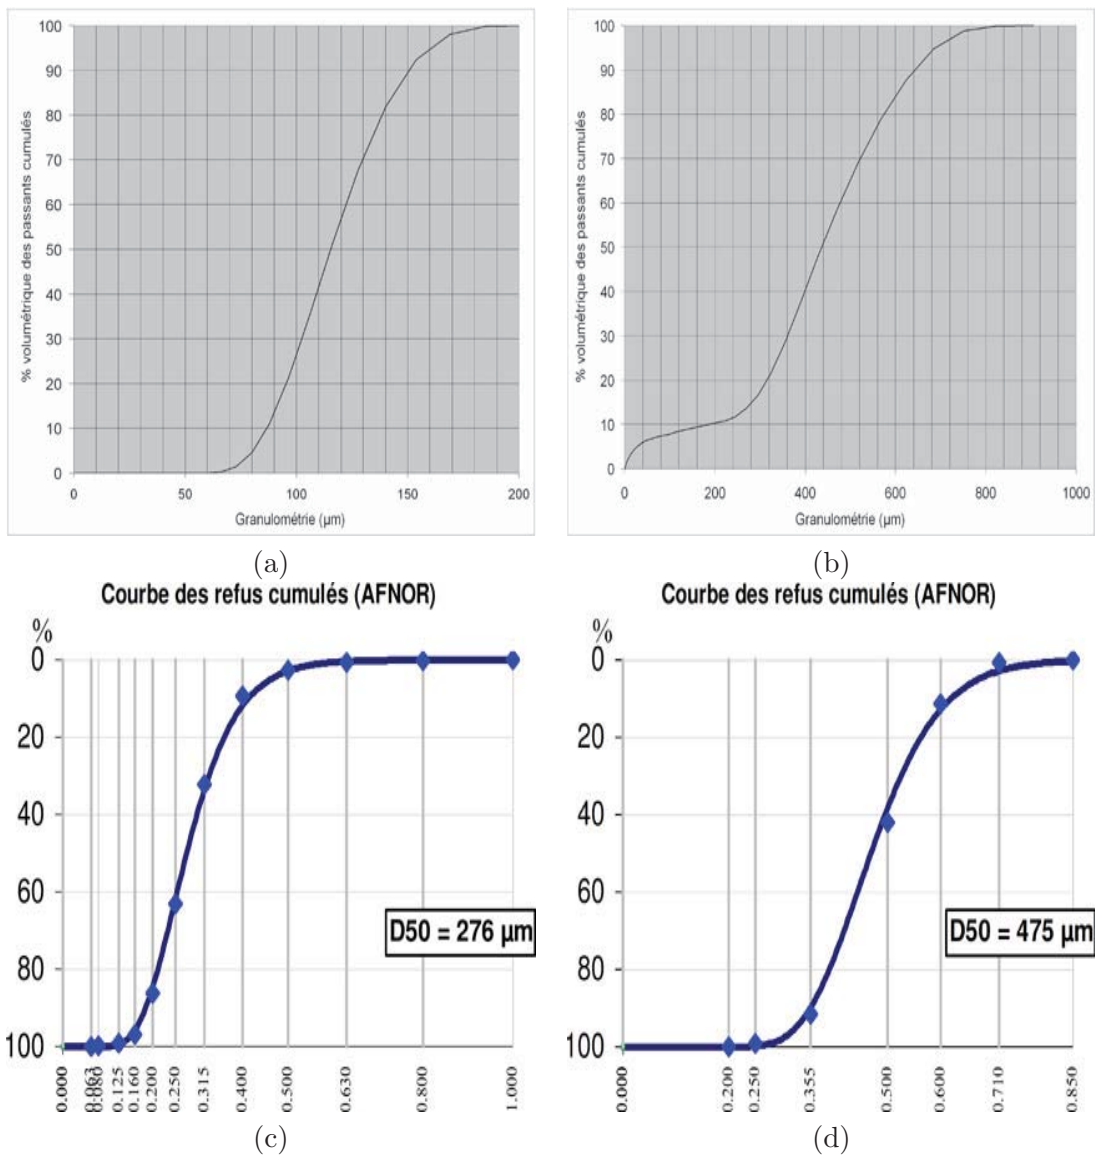 % volumétrique des passants cumulés
100
90
80
70
60
50
40
30
20
10
0
0 50 100 150 200
Granulométrie (µm)
(a)
% volumétrique des passants cumulés
100
90
80
70
60
50
40
30
20
10
0
0 200 400 600 800 1000
Granulométrie (µm)
(b)
Courbe des refus cumulés (AFNOR)
%
0
20
40
60
80
100
D50 = 276 µm
0.000 0.063 0.080 0.125 0.160 0.200 0.250 0.315 0.400 0.500 0.630 0.800 1.000
(c)
Courbe des refus cumulés (AFNOR)
%
0
20
40
60
80
100
D50 = 475 µm
0.000 0.200 0.250 0.355 0.500 0.600 0.710 0.850
(d)